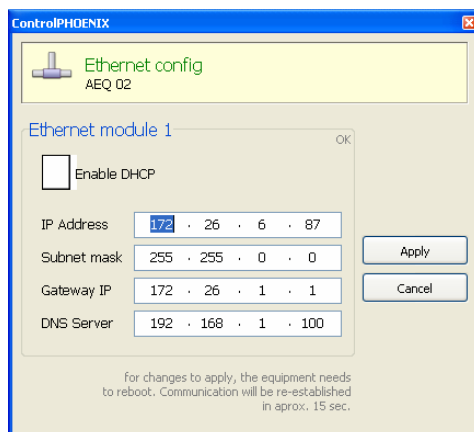 ControlPHOENIX
Ethernet config
AEQ 02
Ethernet module 1
OK
Enable DHCP
IP Address 172 . 26 . 6 . 87
Subnet mask 255 . 255 . 0 . 0
Apply
Gateway IP 172 . 26 . 1 . 1
Cancel
DNS Server 192 . 168 . 1 . 100
for changes to apply, the equipment needs
to reboot. Communication will be re-established
in aprox. 15 sec.